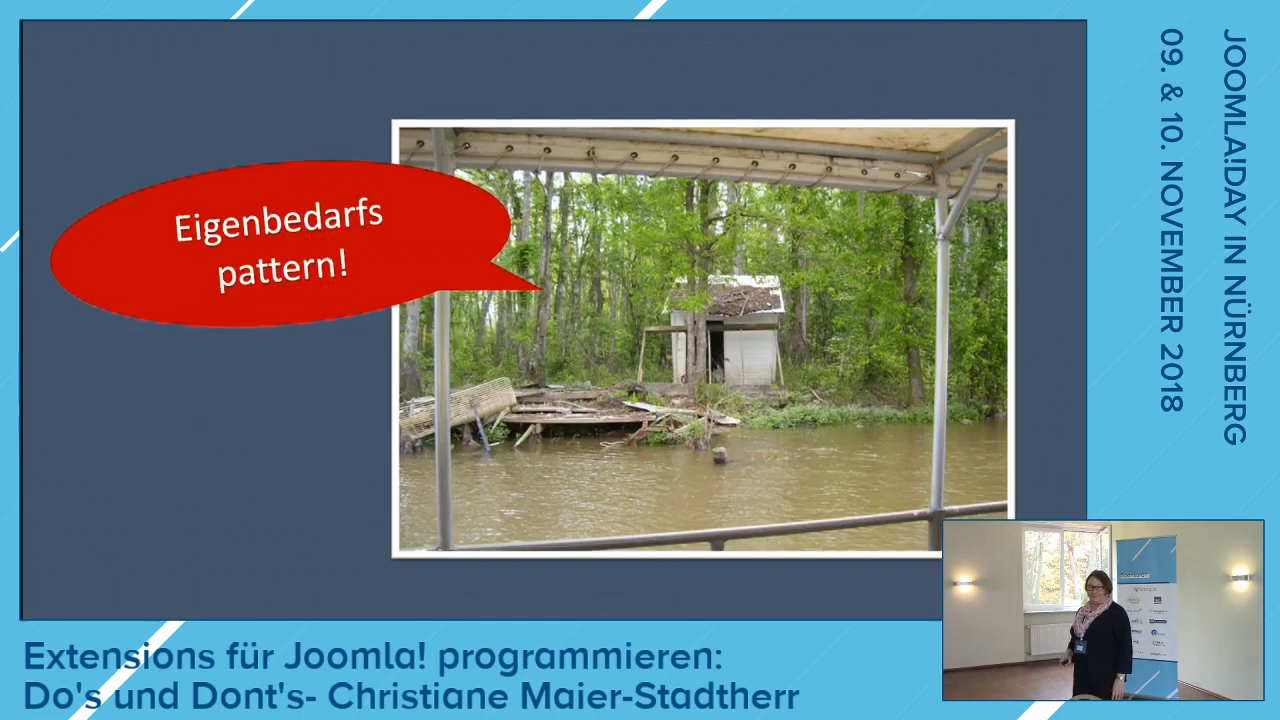 Eigenbedarfs
pattern!
JOOMLA!DAY IN NÜRNBERG
09. & 10. NOVEMBER 2018
Extensions für Joomla! programmieren:
Do's und Dont's- Christiane Maier-Stadtherr